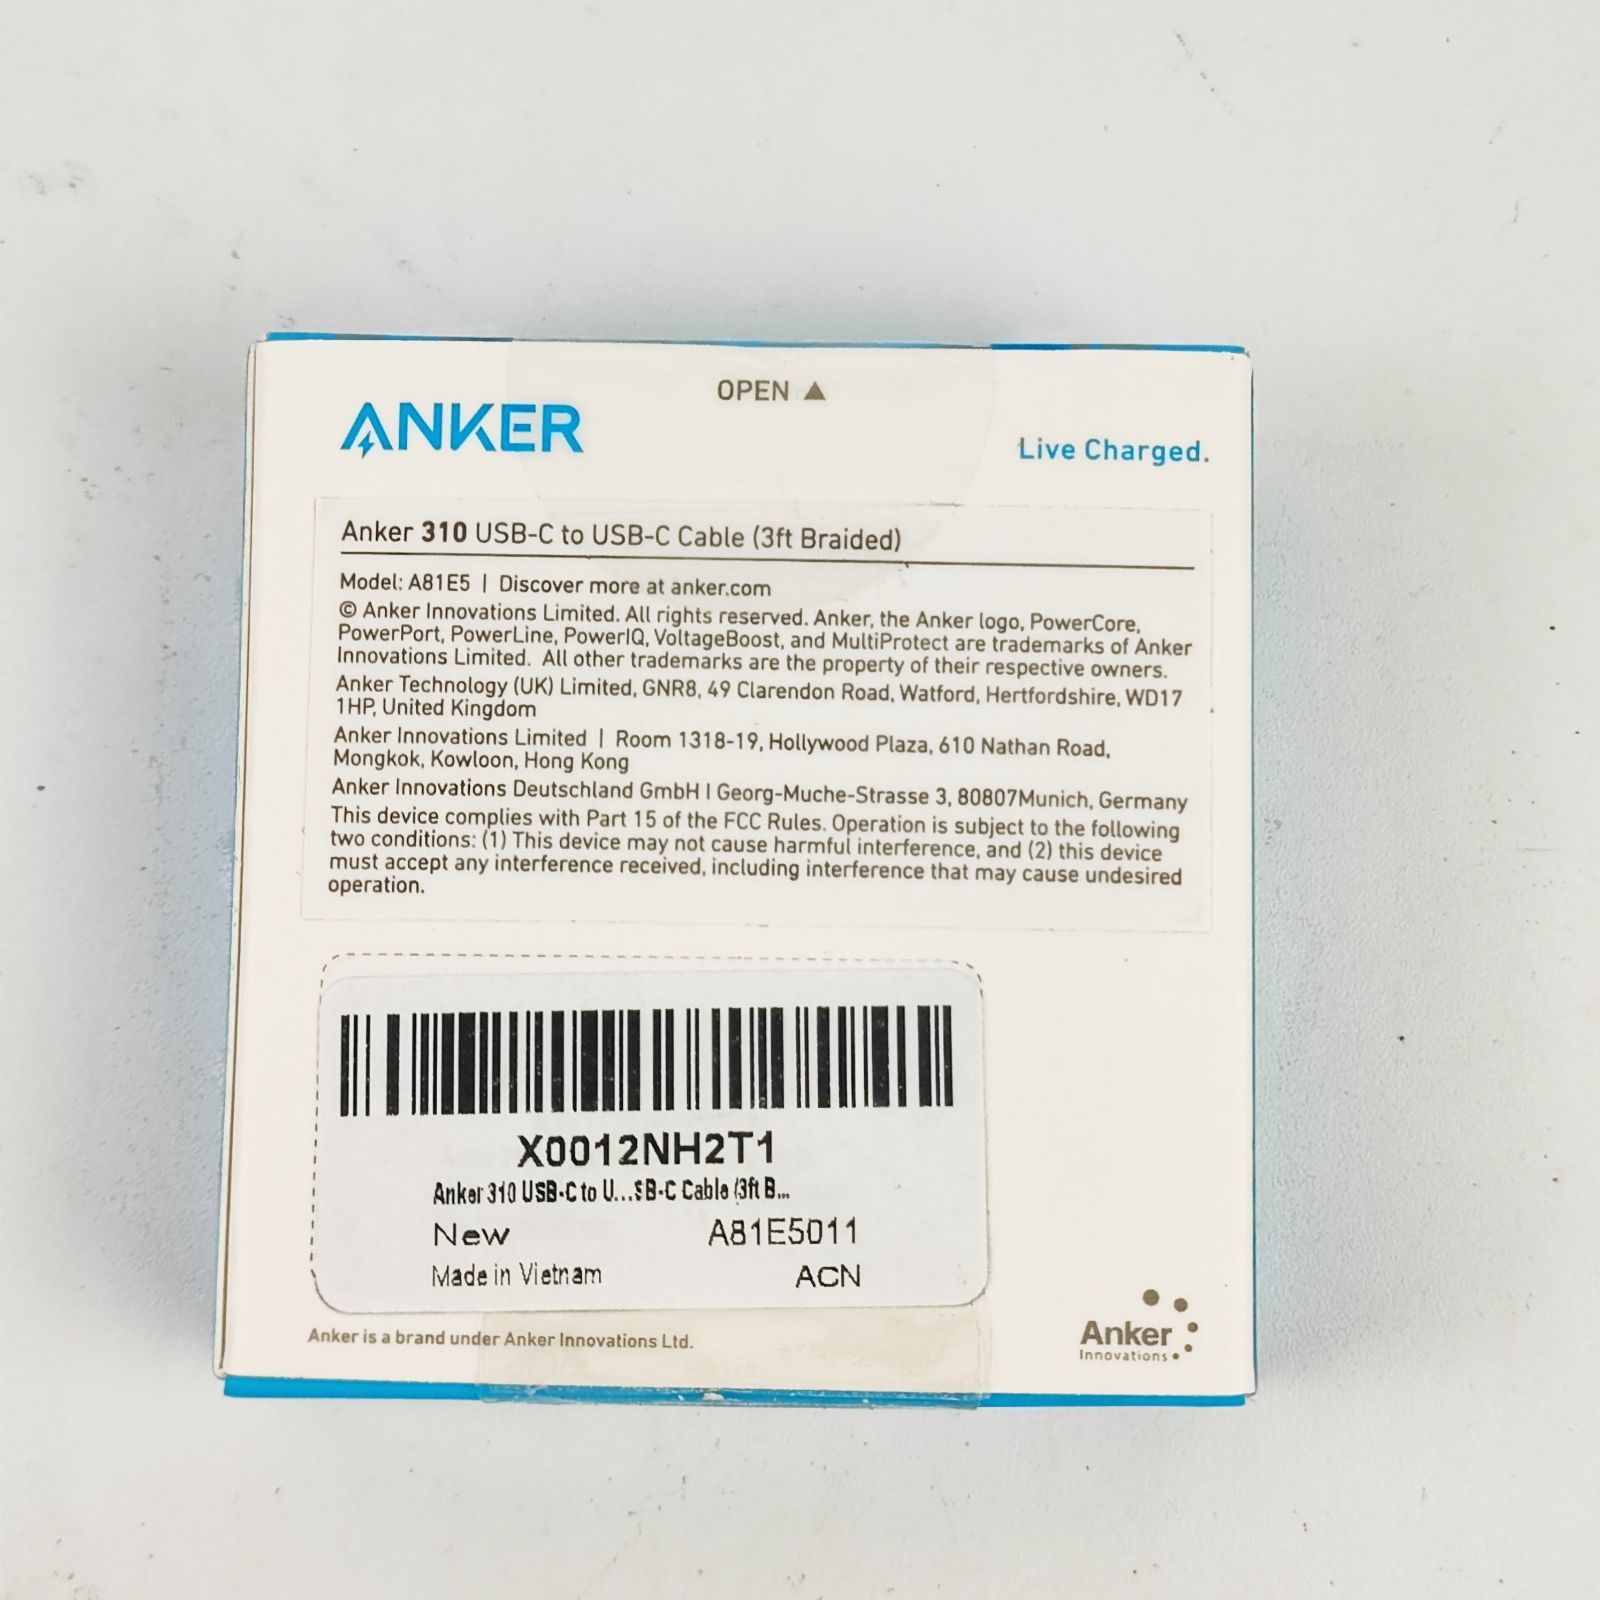 OPEN ▲
ANKER
Live Charged.
Anker 310 USB-C to USB-C Cable (3ft Braided)
Model: A81E5 | Discover more at anker.com
© Anker Innovations Limited. All rights reserved. Anker, the Anker logo, PowerCore,
PowerPort, PowerLine, PowerIQ, VoltageBoost, and MultiProtect are trademarks of Anker
Innovations Limited. All other trademarks are the property of their respective owners.
Anker Technology (UK) Limited, GNR8, 49 Clarendon Road, Watford, Hertfordshire, WD17
1HP, United Kingdom
Anker Innovations Limited | Room 1318-19, Hollywood Plaza, 610 Nathan Road,
Mongkok, Kowloon, Hong Kong
Anker Innovations Deutschland GmbH | Georg-Muche-Strasse 3, 80807Munich, Germany
This device complies with Part 15 of the FCC Rules. Operation is subject to the following
two conditions: (1) This device may not cause harmful interference, and (2) this device
must accept any interference received, including interference that may cause undesired
operation.
X0012NH2T1
Anker 310 USB-C to U...SB-C Cable (3ft B...
New A81E5011
Made in Vietnam ACN
Anker is a brand under Anker Innovations Ltd.
Anker
Innovations